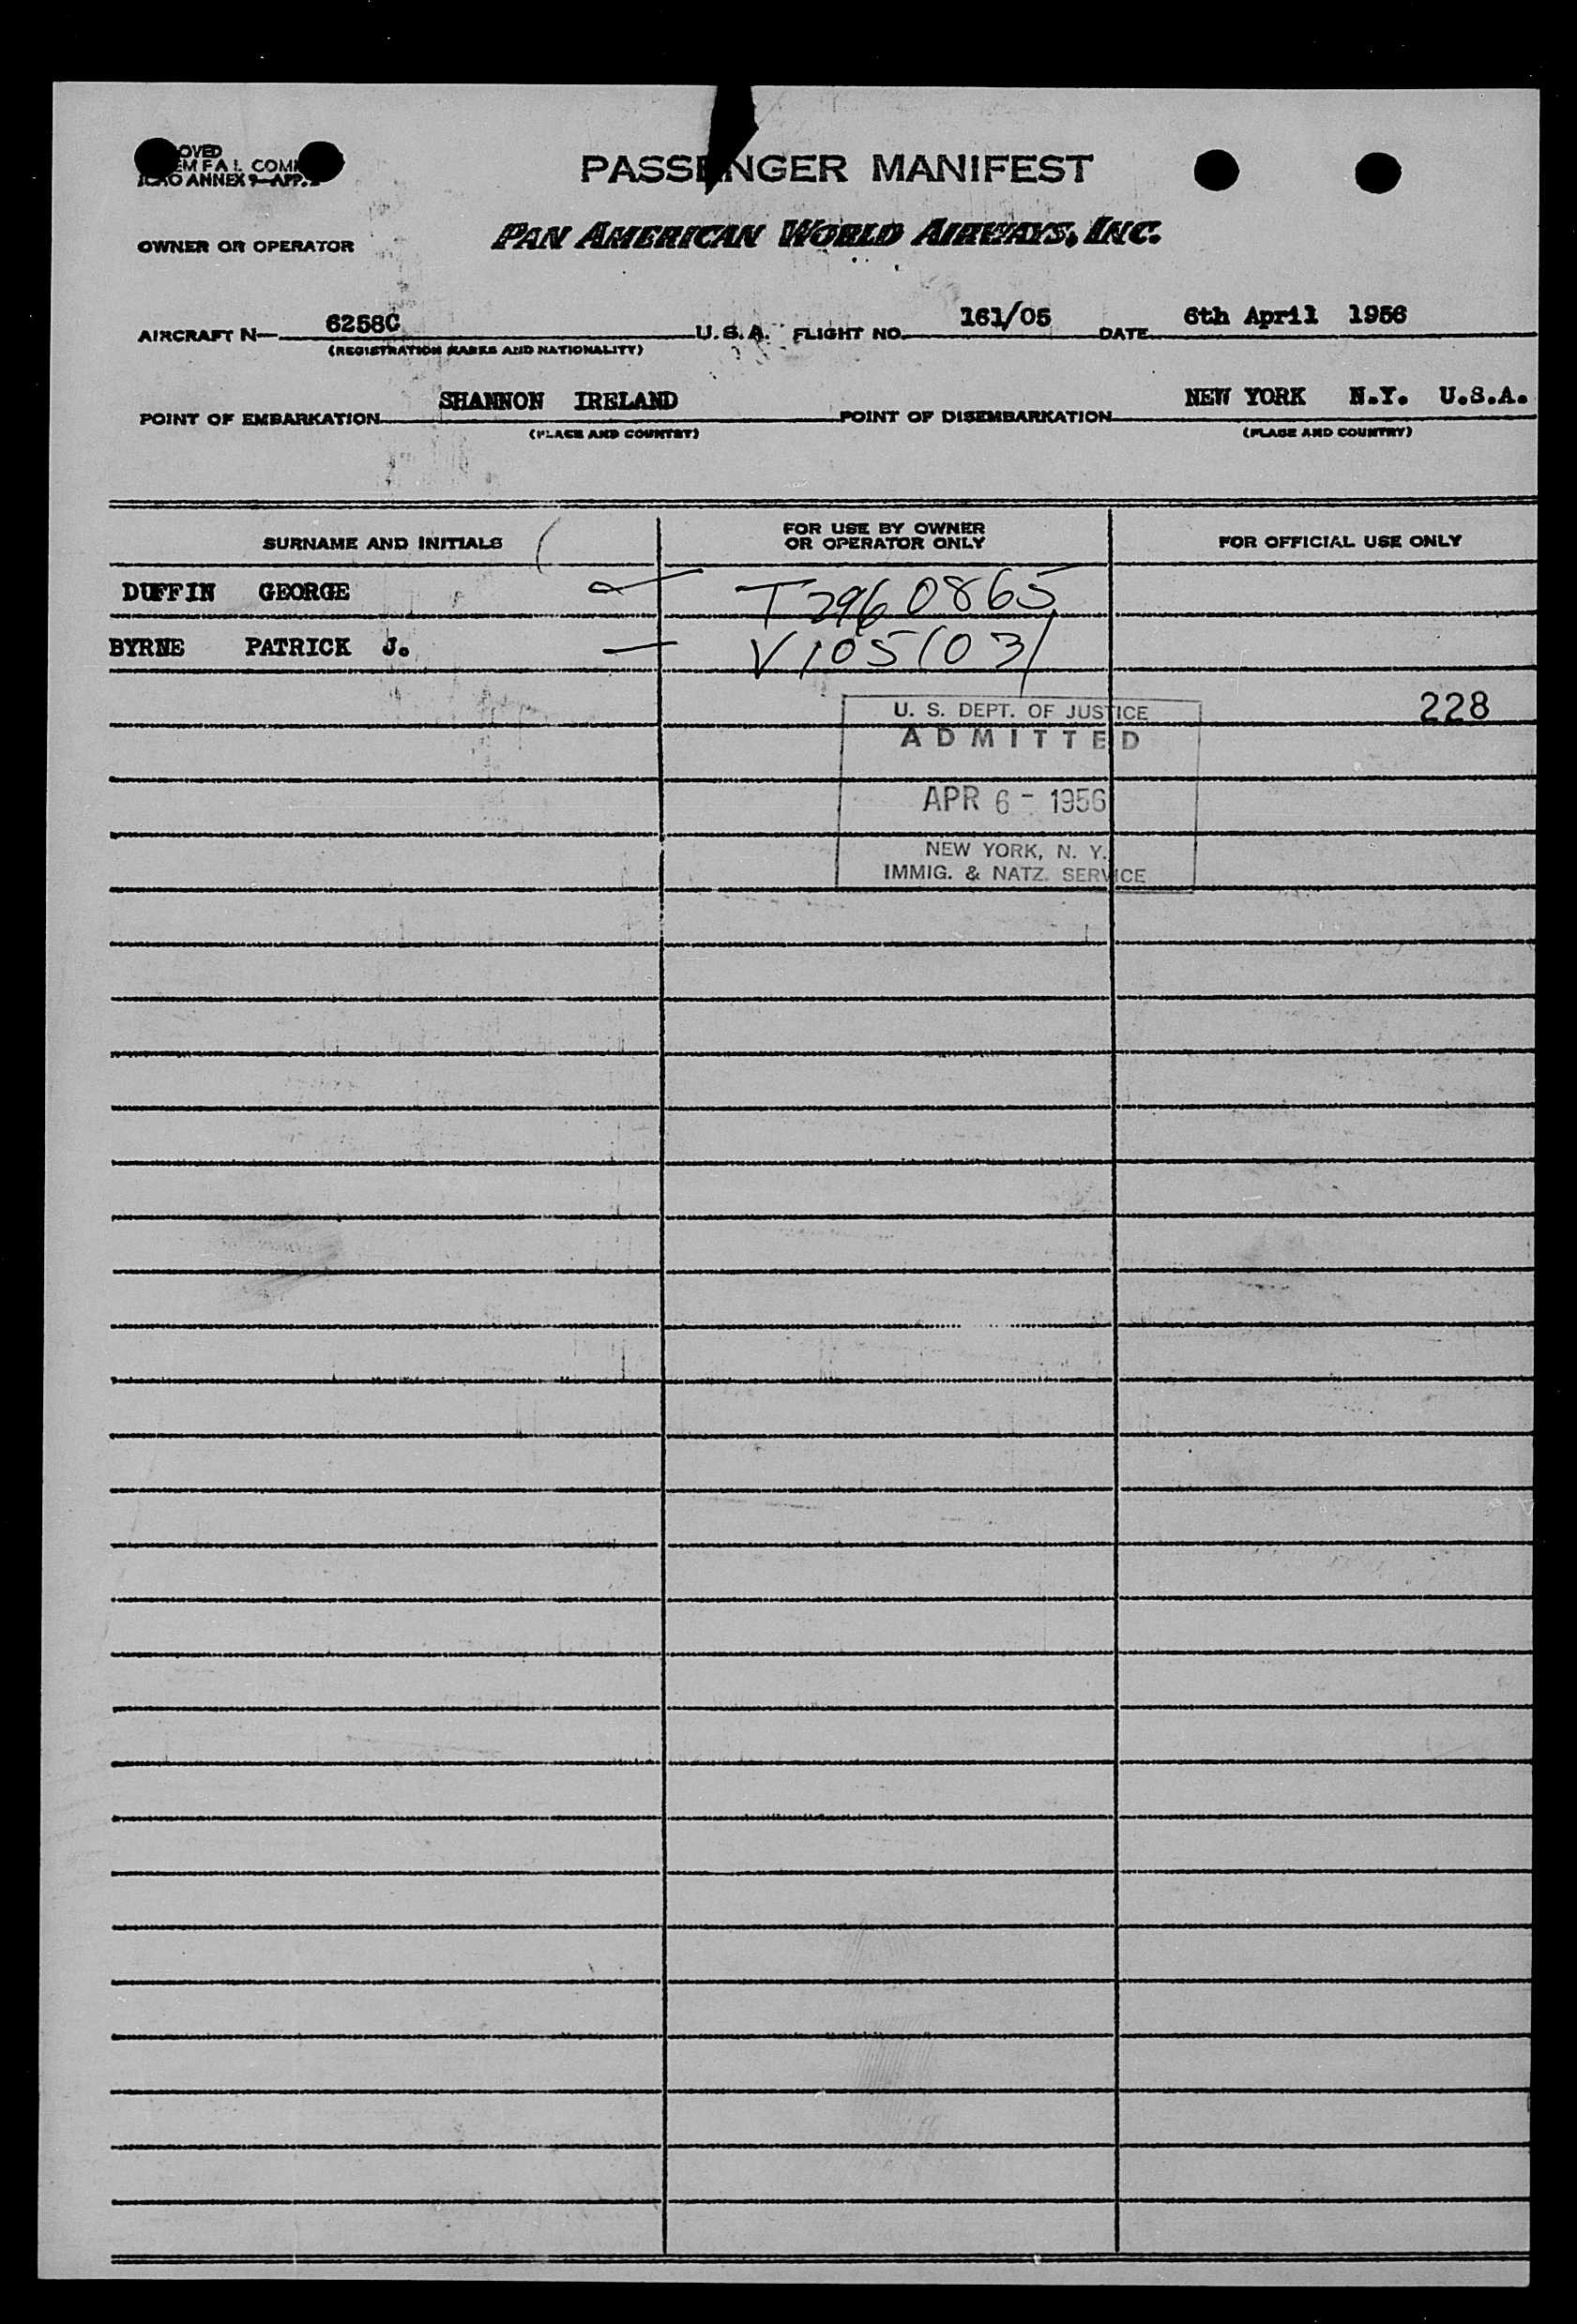 PASSENGER MANIFEST
PAN AMERICAN WORLD AIRWAYS, INC.
OWNER OR OPERATOR
AIRCRAFT N 6258C U.S.A. FLIGHT NO. 161/05 DATE 6th April 1956
(REGISTRATION MARKS AND NATIONALITY)
POINT OF EMBARKATION SHANNON IRELAND POINT OF DISEMBARKATION NEW YORK N.Y. U.S.A.
(PLACE AND COUNTRY) (PLACE AND COUNTRY)
SURNAME AND INITIALS FOR USE BY OWNER OR OPERATOR ONLY FOR OFFICIAL USE ONLY
DUFFIN GEORGE T2960865
BYRNE PATRICK J. V1051031
228
U. S. DEPT. OF JUSTICE
ADMITTED
APR 6 - 1956
NEW YORK, N. Y.
IMMIG. & NATZ. SERVICE